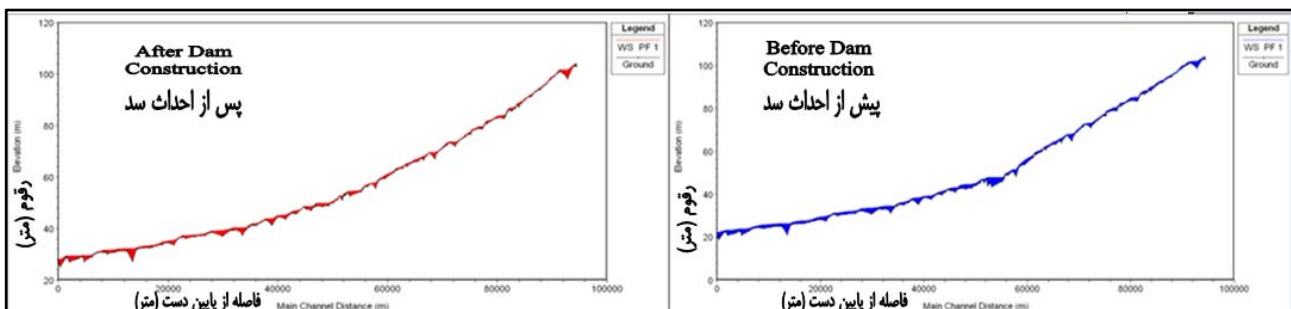 After Dam
Construction
پس از احداث سد
Legend
WS PF 1
Ground
120
100
80
60
40
20
Elevation (m)
رقوم (متر)
0
20000
40000
60000
80000
100000
فاصله از پایین دست (متر)
Main Channel Distance (m)
Before Dam
Construction
پیش از احداث سد
Legend
WS PF 1
Ground
120
100
80
60
40
20
0
Elevation (m)
رقوم (متر)
0
20000
40000
60000
80000
100000
فاصله از پایین دست (متر)
Main Channel Distance (m)